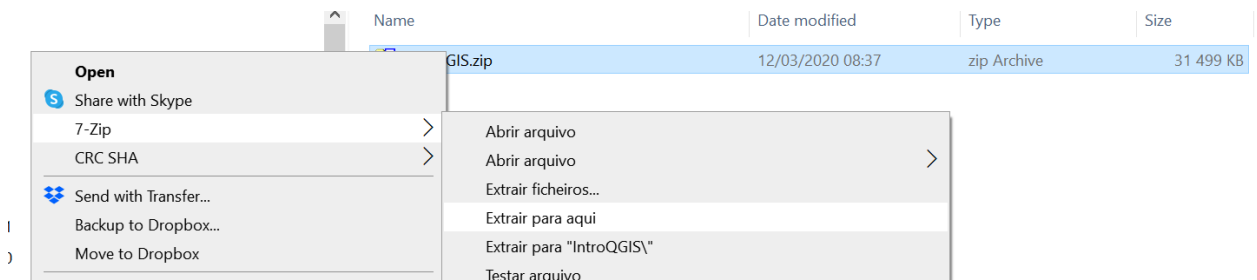 Name Date modified Type Size
GIS.zip 12/03/2020 08:37 zip Archive 31 499 KB
Open
Share with Skype
7-Zip
CRC SHA
Send with Transfer...
Backup to Dropbox...
Move to Dropbox
Abrir arquivo
Abrir arquivo
Extrair ficheiros...
Extrair para aqui
Extrair para "IntroQGIS\"
Testar arquivo